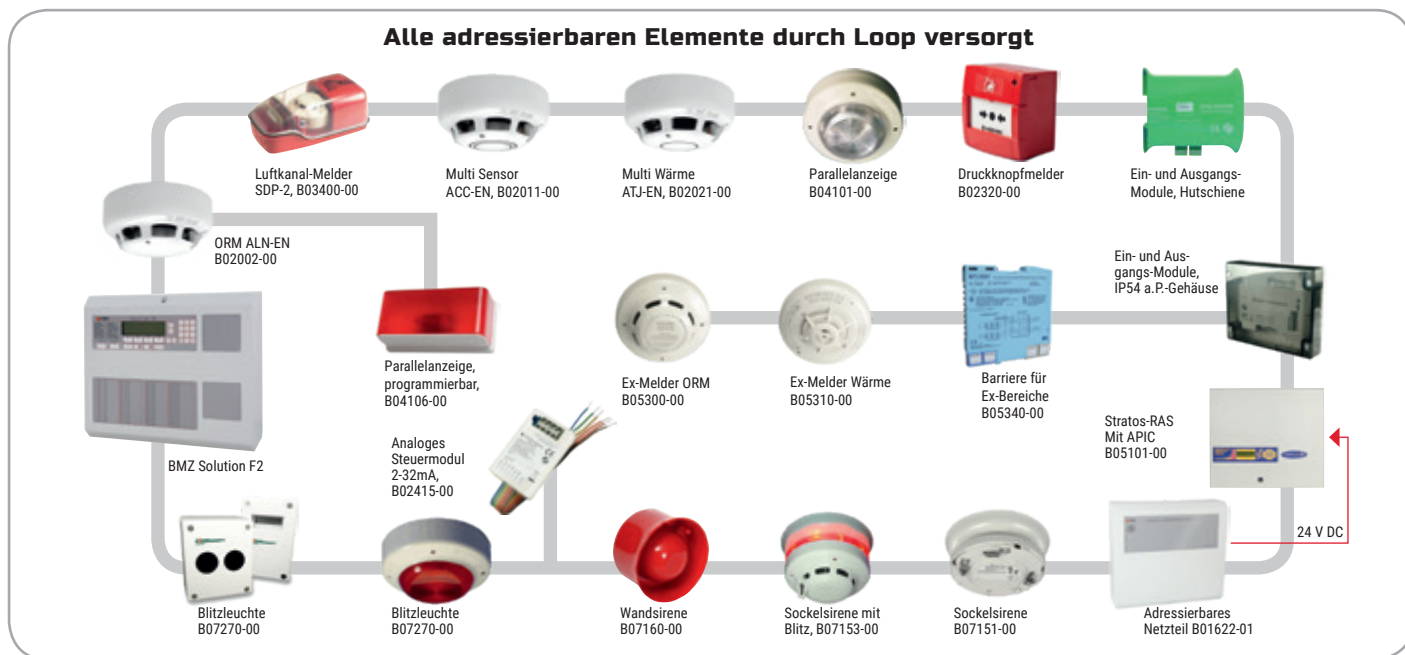 Alle adressierbaren Elemente durch Loop versorgt
Luftkanal-Melder
SDP-2, B03400-00
Multi Sensor
ACC-EN, B02011-00
Multi Wärme
ATJ-EN, B02021-00
Parallelanzeige
B04101-00
Druckknopfmelder
B02320-00
Ein- und Ausgangs-
Module, Hutschiene
ORM ALN-EN
B02002-00
Ein- und Aus-
gangs-Module,
IP54 a.P.-Gehäuse
Parallelanzeige,
programmierbar,
B04106-00
Ex-Melder ORM
B05300-00
Ex-Melder Wärme
B05310-00
Barriere für
Ex-Bereiche
B05340-00
Stratos-RAS
Mit APIC
B05101-00
BMZ Solution F2
Analoges
Steuermodul
2-32mA,
B02415-00
24 V DC
Blitzleuchte
B07270-00
Blitzleuchte
B07270-00
Wandsirene
B07160-00
Sockelsirene mit
Blitz, B07153-00
Sockelsirene
B07151-00
Adressierbares
Netzteil B01622-01